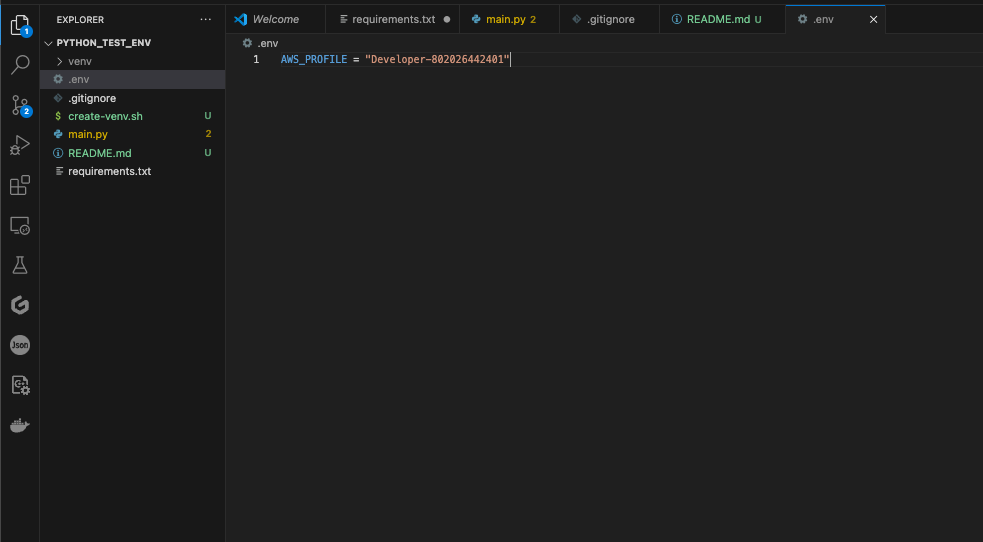 EXPLORER ···
Welcome
requirements.txt
main.py 2
.gitignore
README.md U
.env
1
PYTHON_TEST_ENV
venv
.env
.gitignore
$ create-venv.sh U
main.py 2
README.md U
requirements.txt
2
Json
C
.env
1 AWS_PROFILE = "Developer-802026442401"